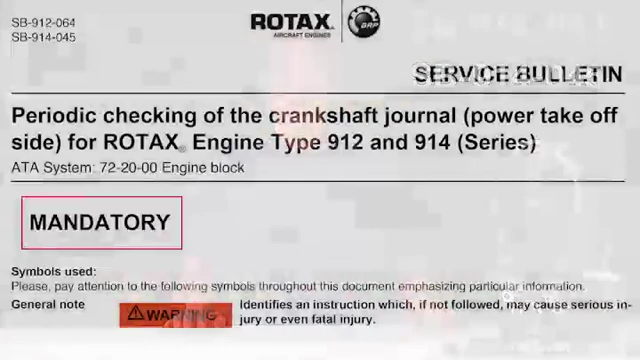 SB-912-064
SB-914-045
ROTAX.
AIRCRAFT ENGINES
BRP
SERVICE BULLETIN
Periodic checking of the crankshaft journal (power take off
side) for ROTAX® Engine Type 912 and 914 (Series)
ATA System: 72-20-00 Engine block
MANDATORY
Symbols used:
Please, pay attention to the following symbols throughout this document emphasizing particular information.
General note
⚠WARNING
Identifies an instruction which, if not followed, may cause serious in-
jury or even fatal injury.